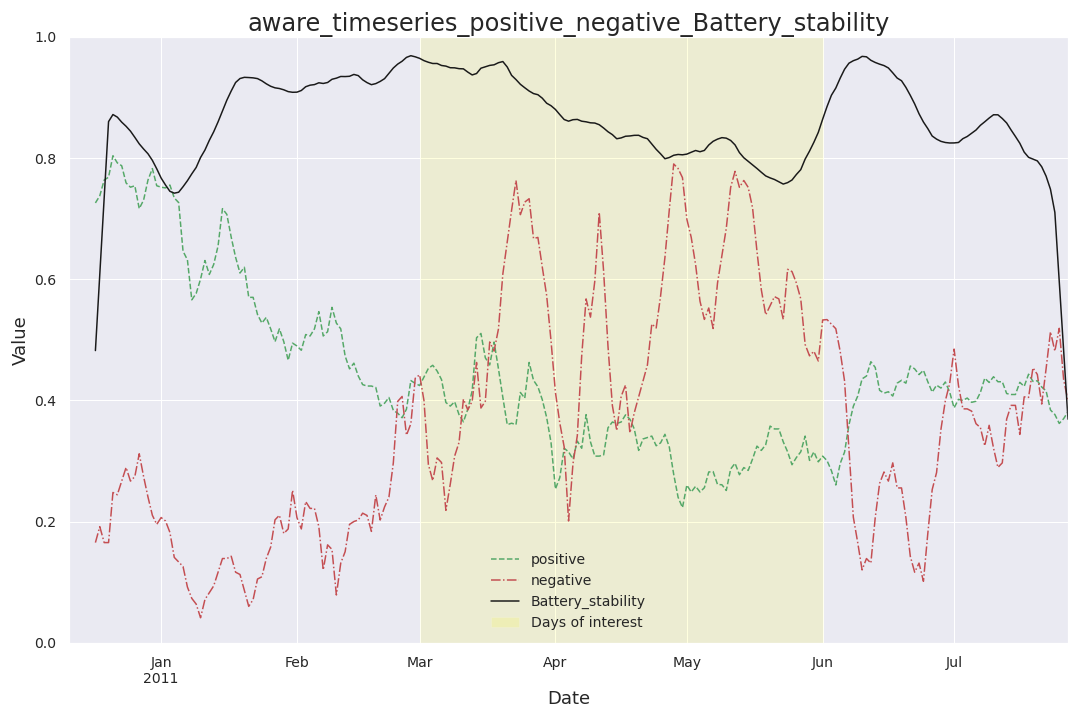 aware_timeseries_positive_negative_Battery_stability
1.0
0.8
0.6
0.4
0.2
0.0
Value
positive
negative
Battery_stability
Days of interest
Jan Feb Mar Apr May Jun Jul
2011
Date